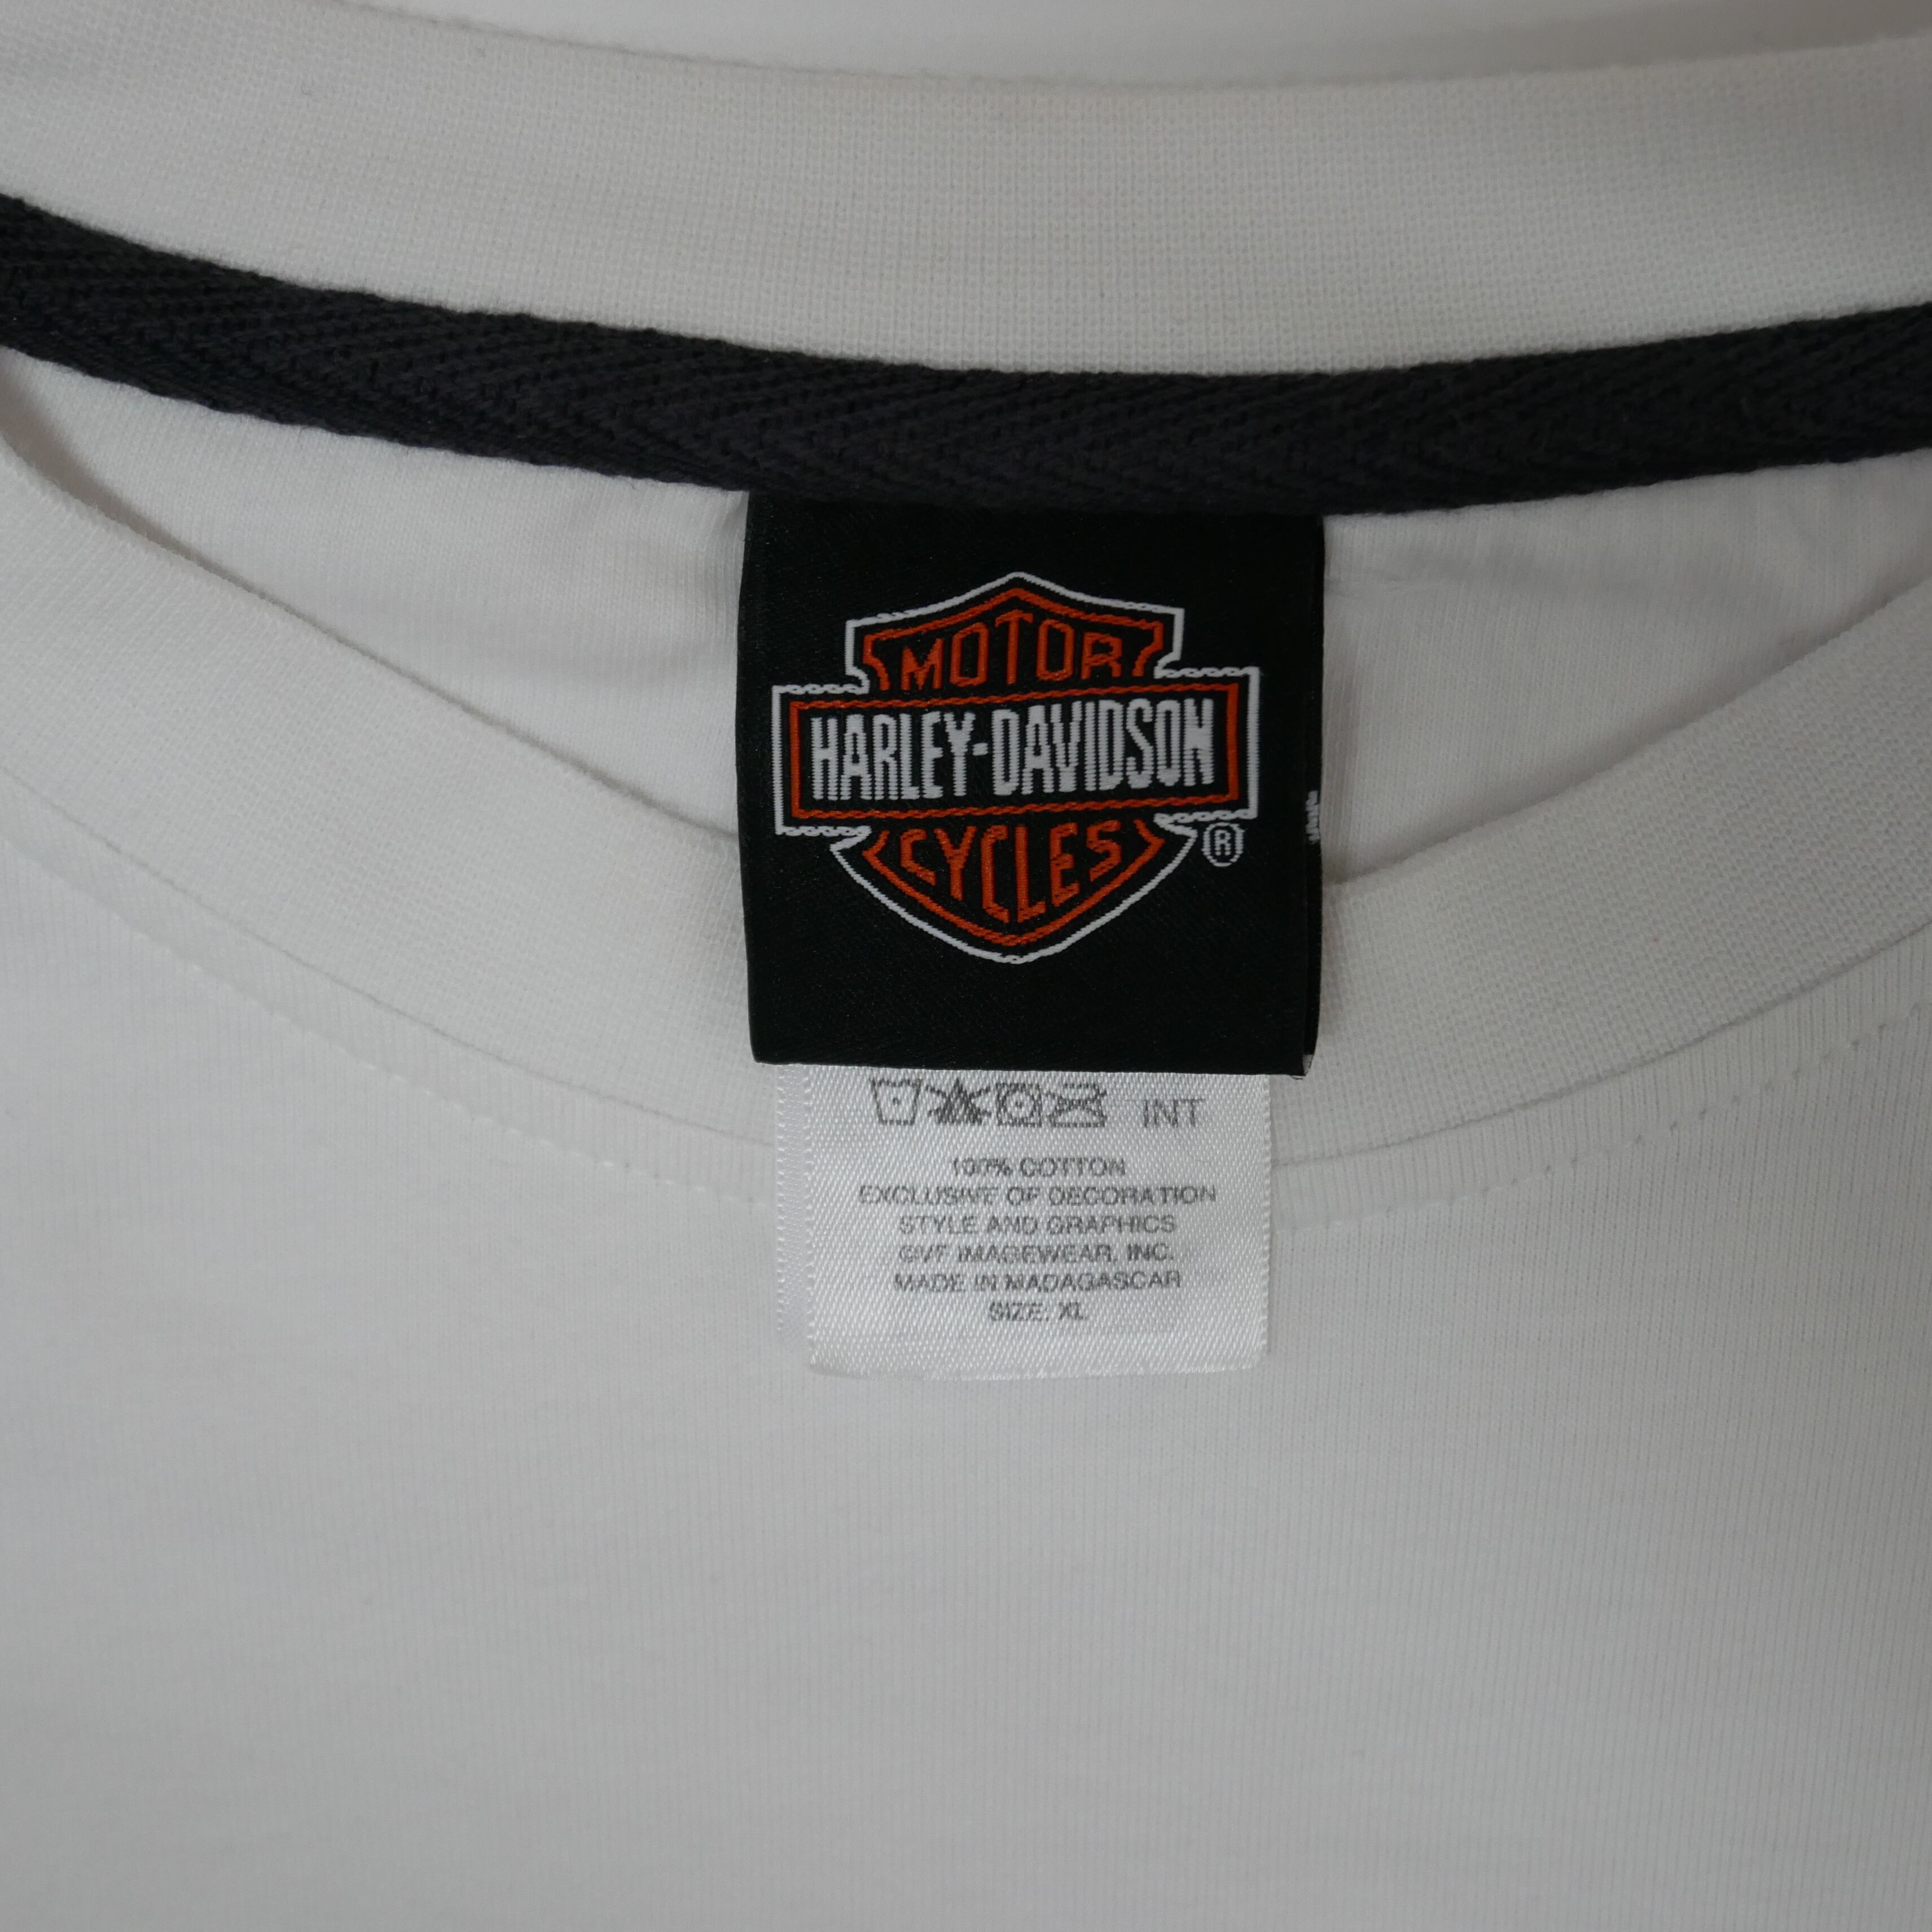 MOTOR
HARLEY-DAVIDSON
CYCLES
®
INT
100% COTTON
EXCLUSIVE OF DECORATION
STYLE AND GRAPHICS
©VF IMAGEWEAR, INC.
MADE IN MADAGASCAR
SIZE: XL